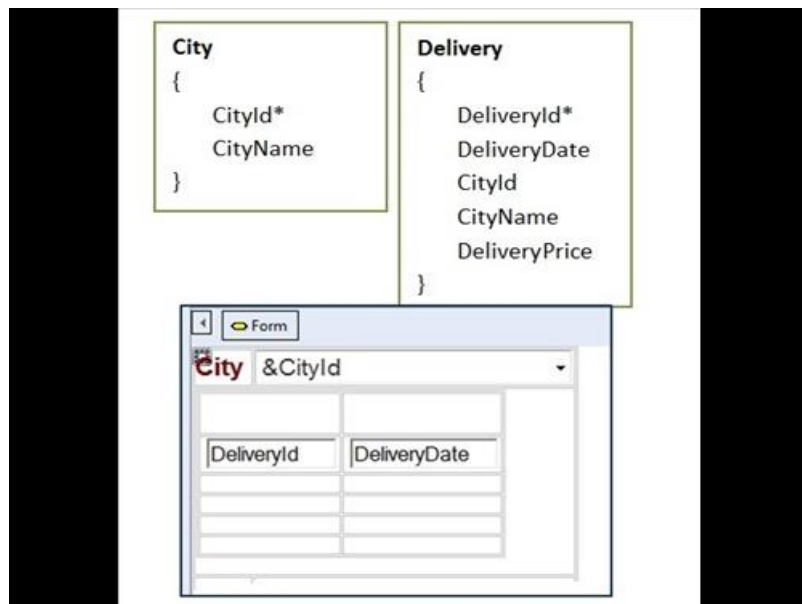 City
{
CityId*
CityName
}
Delivery
{
DeliveryId*
DeliveryDate
CityId
CityName
DeliveryPrice
}
Form
City &CityId
DeliveryId DeliveryDate